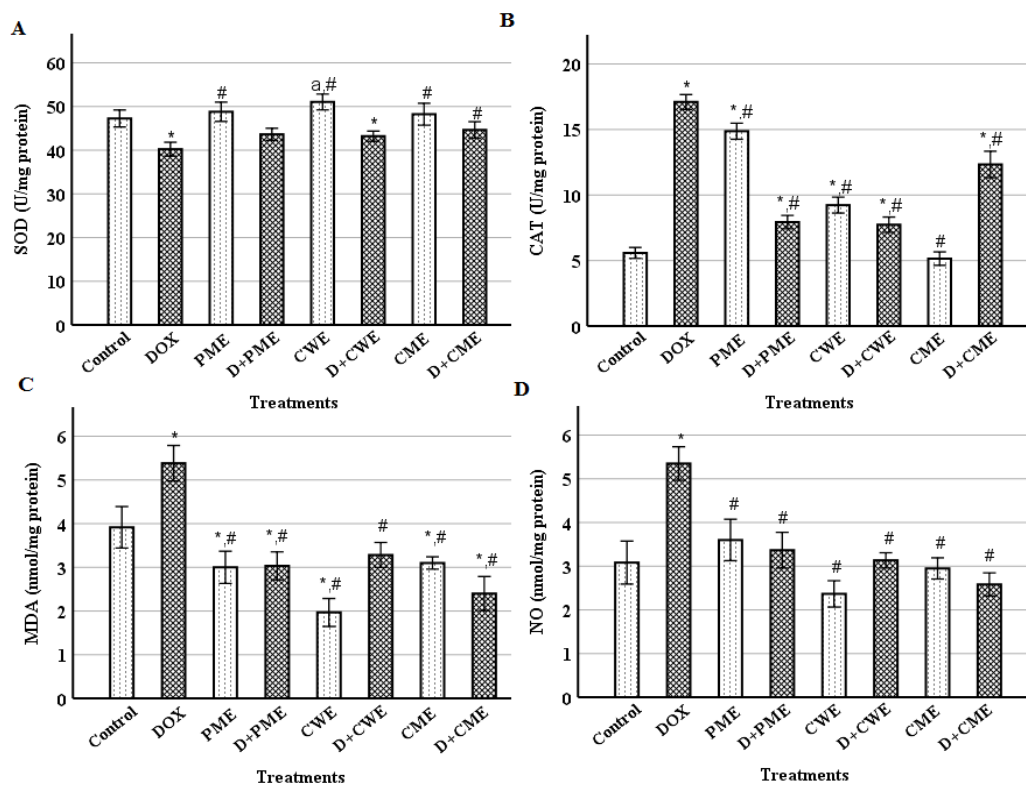 A
SOD (U/mg protein)
60
50
40
30
20
10
0
#
a,#
#
*
*
#
Control
DOX
PME
D+PME
CWE
D+CWE
CME
D+CME
Treatments
B
CAT (U/mg protein)
20
15
10
5
0
*
*,#
*,#
*,#
*,#
#
*,#
Control
DOX
PME
D+PME
CWE
D+CWE
CME
D+CME
Treatments
C
MDA (nmol/mg protein)
6
5
4
3
2
1
0
*
*,#
*,#
*,#
#
*,#
*,#
Control
DOX
PME
D+PME
CWE
D+CWE
CME
D+CME
Treatments
D
NO (nmol/mg protein)
6
5
4
3
2
1
0
*
#
#
#
#
#
#
Control
DOX
PME
D+PME
CWE
D+CWE
CME
D+CME
Treatments